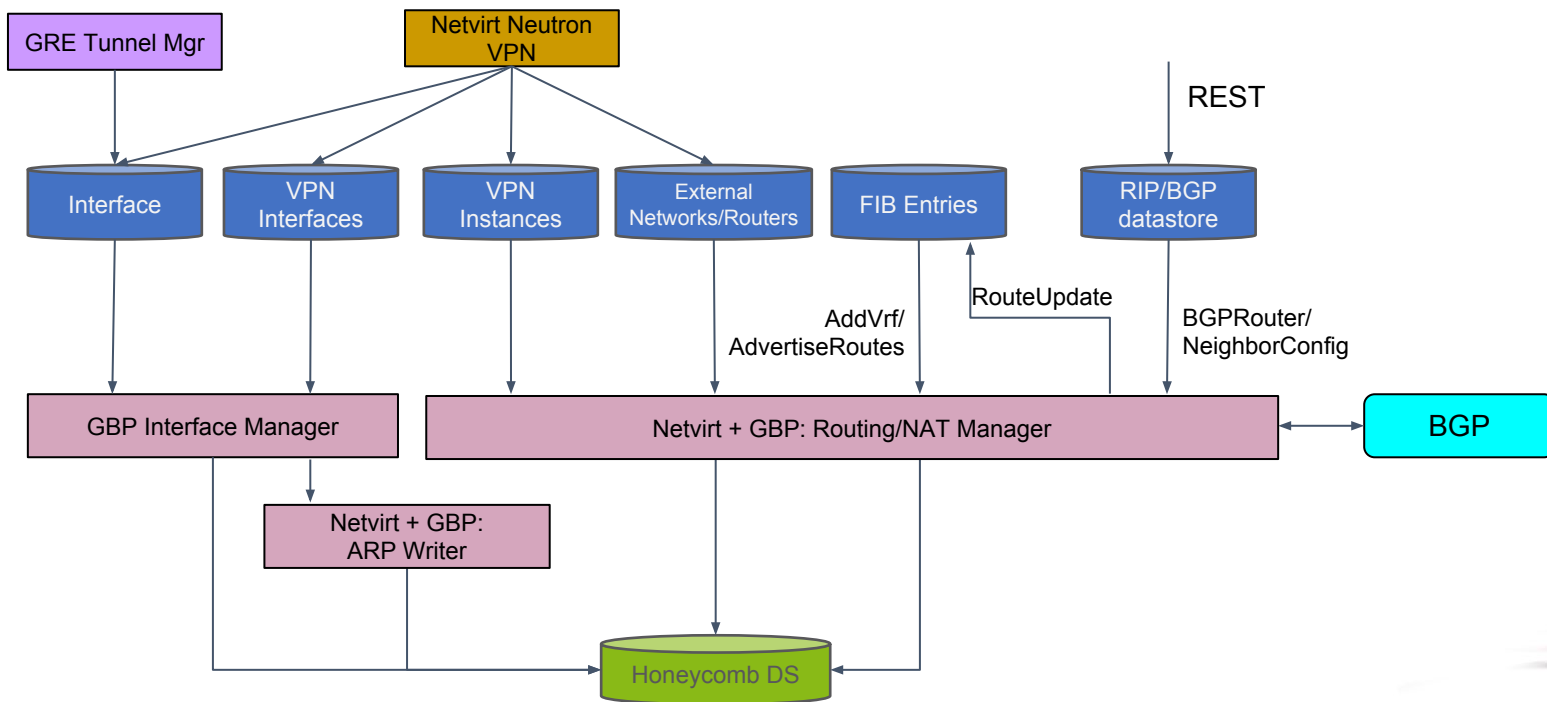 GRE Tunnel Mgr
Netvirt Neutron
VPN
REST
Interface
VPN
Interfaces
VPN
Instances
External
Networks/Routers
FIB Entries
RIP/BGP
datastore
AddVrf/
AdvertiseRoutes
RouteUpdate
BGPRouter/
NeighborConfig
GBP Interface Manager
Netvirt + GBP: Routing/NAT Manager
BGP
Netvirt + GBP:
ARP Writer
Honeycomb DS